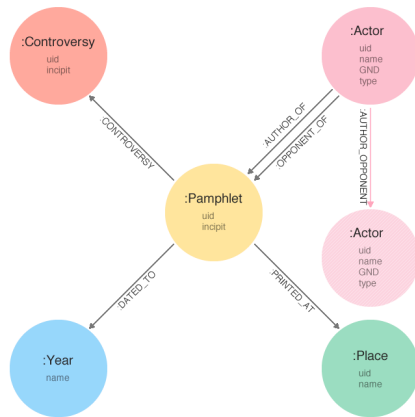 :Controversy
uid
incipit
:Actor
uid
name
GND
type
:CONTROVERSY
:AUTHOR_OF
:OPPONENT_OF
:AUTHOR_OPPONENT
:Pamphlet
uid
incipit
:Actor
uid
name
GND
type
:DATED_TO
:PRINTED_AT
:Year
name
:Place
uid
name